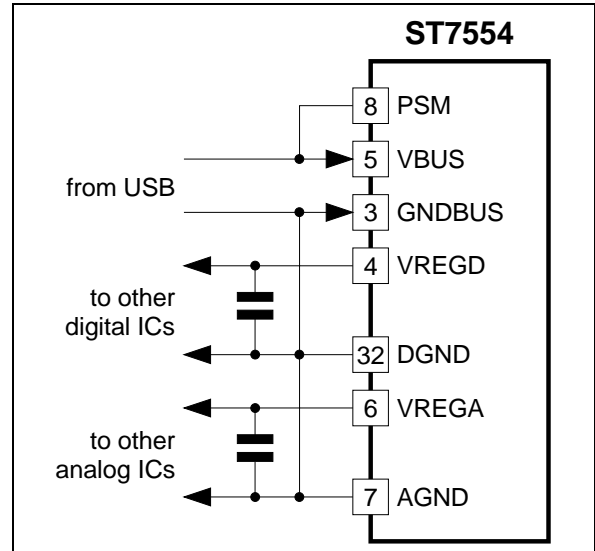 ST7554
8 PSM
5 VBUS
from USB
3 GNDBUS
4 VREGD
to other
digital ICs
32 DGND
6 VREGA
to other
analog ICs
7 AGND